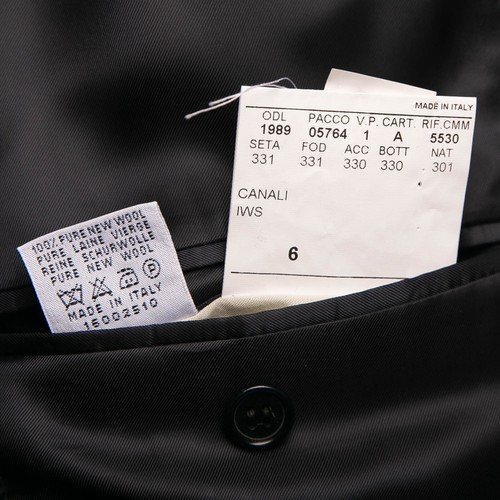 MADE IN ITALY
ODL PACCO V.P. CART. RIF.CMM
1989 05764 1 A 5530
SETA FOD ACC BOTT NAT
331 331 330 330 301
CANALI
IWS
6
100% PURE NEW WOOL
PURE LAINE VIERGE
REINE SCHURWOLLE
PURE NEW WOOL
P
MADE IN ITALY
16002510